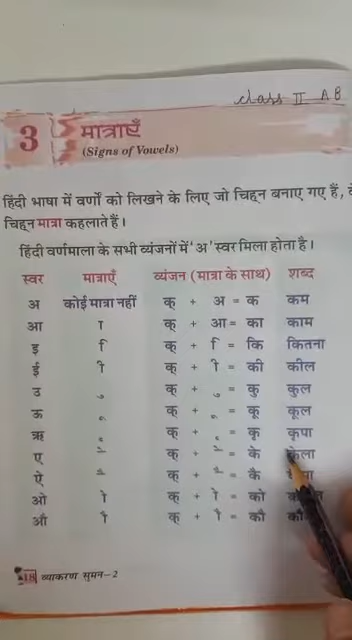 class II A B
3 मात्राएँ
(Signs of Vowels)
हिंदी भाषा में वर्णों को लिखने के लिए जो चिह्न बनाए गए हैं,
चिह्न मात्रा कहलाते हैं।
हिंदी वर्णमाला के सभी व्यंजनों में 'अ' स्वर मिला होता है।
स्वर मात्राएँ व्यंजन (मात्रा के साथ) शब्द
अ कोई मात्रा नहीं क् + अ = क कम
आ ा क् + आ = का काम
इ ि क् + ि = कि कितना
ई ी क् + ी = की कील
उ ु क् + ु = कु कुल
ऊ ू क् + ू = कू कूल
ऋ ृ क् + ृ = कृ कृपा
ए े क् + े = के केला
ऐ ै क् + ै = कै
ओ ो क् + ो = को
औ ौ क् + ौ = कौ
18 व्याकरण सुमन-2